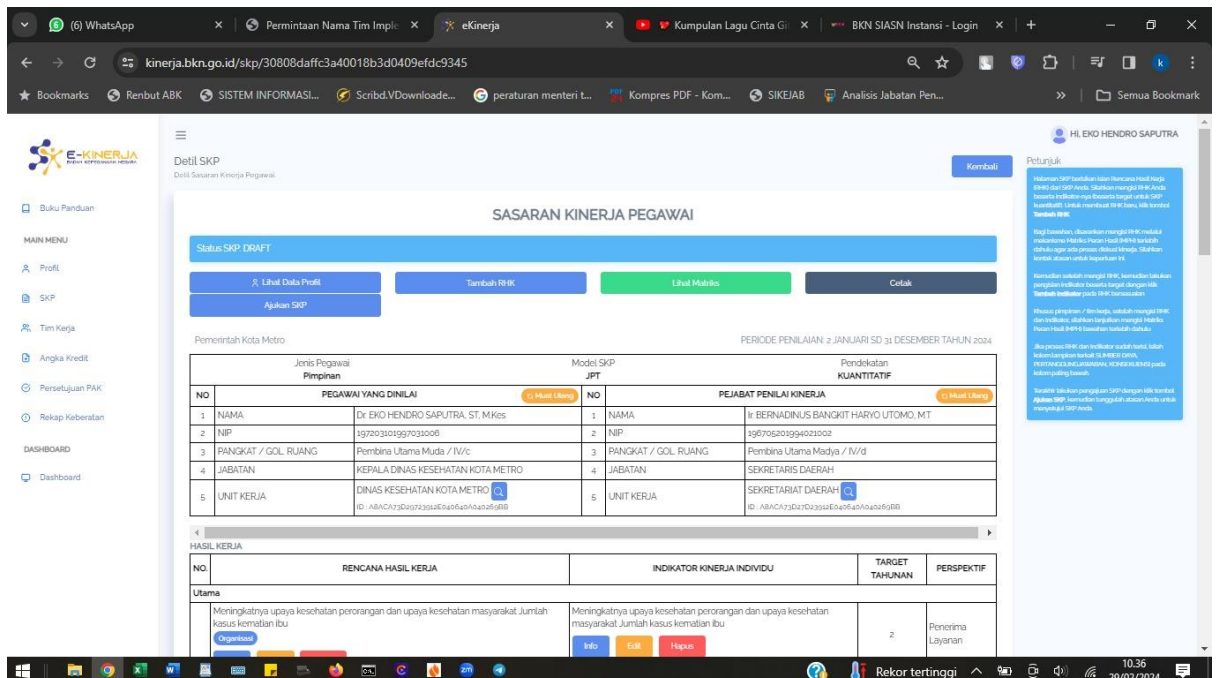 (6) WhatsApp
Permintaan Nama Tim Imple
eKinerja
Kumpulan Lagu Cinta Gi
BKN SIASN Instansi - Login
kinerja.bkn.go.id/skp/30808daffc3a40018b3d0409efdc9345
Bookmarks
Renbut ABK
SISTEM INFORMASI...
Scribd.VDownloade...
peraturan menteri t...
Kompres PDF - Kom...
SIKEJAB
Analisis Jabatan Pen...
Semua Bookmark
E-KINERJA
BADAN KEPEGAWAIAN NEGARA
HI, EKO HENDRO SAPUTRA
Detil SKP
Detil Sasaran Kinerja Pegawai
Kembali
Petunjuk
Buku Panduan
MAIN MENU
Profil
SKP
Tim Kerja
Angka Kredit
Persetujuan PAK
Rekap Keberatan
DASHBOARD
Dashboard
SASARAN KINERJA PEGAWAI
Status SKP: DRAFT
Lihat Data Profil
Tambah RHK
Lihat Matriks
Cetak
Ajukan SKP
Pemerintah Kota Metro
PERIODE PENILAIAN: 2 JANUARI SD 31 DESEMBER TAHUN 2024
Jenis Pegawai
Pimpinan
Model SKP
JPT
Pendekatan
KUANTITATIF
NO PEGAWAI YANG DINILAI Muat Ulang NO PEJABAT PENILAI KINERJA Muat Ulang
1 NAMA Dr. EKO HENDRO SAPUTRA, ST, M.Kes 1 NAMA Ir. BERNADINUS BANGKIT HARYO UTOMO, M.T
2 NIP 197203101997031006 2 NIP 196705201994021002
3 PANGKAT / GOL. RUANG Pembina Utama Muda / IV/c 3 PANGKAT / GOL. RUANG Pembina Utama Madya / IV/d
4 JABATAN KEPALA DINAS KESEHATAN KOTA METRO 4 JABATAN SEKRETARIS DAERAH
5 UNIT KERJA DINAS KESEHATAN KOTA METRO 5 UNIT KERJA SEKRETARIAT DAERAH
HASIL KERJA
NO. RENCANA HASIL KERJA INDIKATOR KINERJA INDIVIDU TARGET TAHUNAN PERSPEKTIF
Utama
Meningkatnya upaya kesehatan perorangan dan upaya kesehatan masyarakat Jumlah
kasus kematian ibu
Organisasi
Meningkatnya upaya kesehatan perorangan dan upaya kesehatan
masyarakat Jumlah kasus kematian ibu
Info Edit Hapus
2
Penerima
Layanan
Rekor tertinggi
10.36
29/02/2024